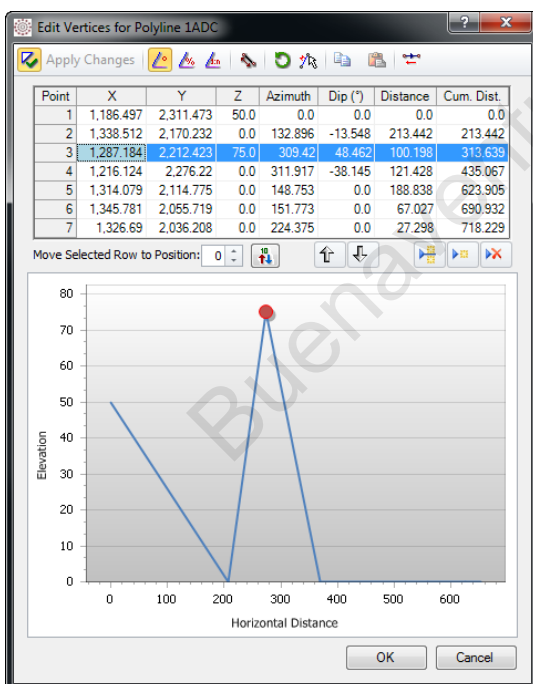 Edit Vertices for Polyline 1ADC
Apply Changes
Point X Y Z Azimuth Dip (°) Distance Cum. Dist.
1 1,186.497 2,311.473 50.0 0.0 0.0 0.0 0.0
2 1,338.512 2,170.232 0.0 132.896 -13.548 213.442 213.442
3 1,287.184 2,212.423 75.0 309.42 48.462 100.198 313.639
4 1,216.124 2,276.22 0.0 311.917 -38.145 121.428 435.067
5 1,314.079 2,114.775 0.0 148.753 0.0 188.838 623.905
6 1,345.781 2,055.719 0.0 151.773 0.0 67.027 690.932
7 1,326.69 2,036.208 0.0 224.375 0.0 27.298 718.229
Move Selected Row to Position: 0
80
70
60
50
40
30
20
10
0
Elevation
0 100 200 300 400 500 600
Horizontal Distance
OK Cancel